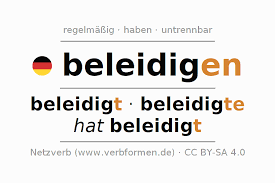 regelmäßig · haben · untrennbar
beleidigen
beleidigt · beleidigte
hat beleidigt
Netzverb (www.verbformen.de) · CC BY-SA 4.0